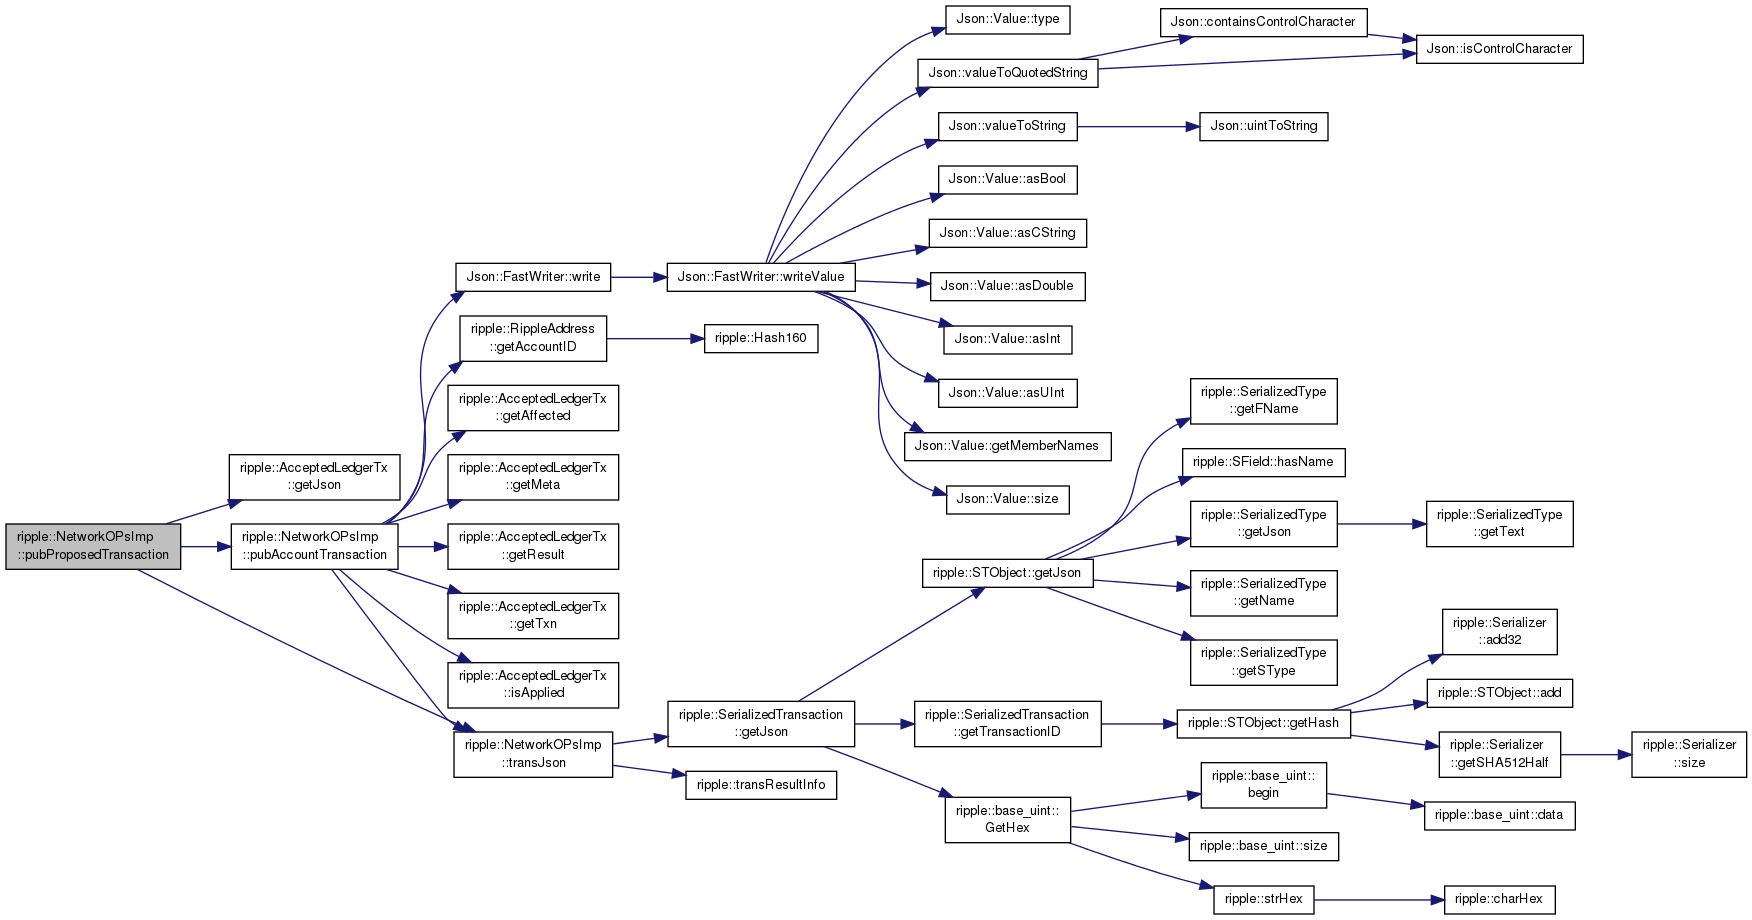 ripple::NetworkOPsImp
::pubProposedTransaction
ripple::AcceptedLedgerTx
::getJson
ripple::NetworkOPsImp
::pubAccountTransaction
Json::FastWriter::write
ripple::RippleAddress
::getAccountID
ripple::AcceptedLedgerTx
::getAffected
ripple::AcceptedLedgerTx
::getMeta
ripple::AcceptedLedgerTx
::getResult
ripple::AcceptedLedgerTx
::getTxn
ripple::AcceptedLedgerTx
::isApplied
ripple::NetworkOPsImp
::transJson
Json::FastWriter::writeValue
ripple::Hash160
ripple::SerializedTransaction
::getJson
ripple::transResultInfo
Json::Value::type
Json::valueToQuotedString
Json::valueToString
Json::Value::asBool
Json::Value::asCString
Json::Value::asDouble
Json::Value::asInt
Json::Value::asUInt
Json::Value::getMemberNames
Json::Value::size
ripple::STObject::getJson
ripple::SerializedTransaction
::getTransactionID
ripple::base_uint::
GetHex
Json::containsControlCharacter
Json::uintToString
ripple::SerializedType
::getFName
ripple::SField::hasName
ripple::SerializedType
::getJson
ripple::SerializedType
::getName
ripple::SerializedType
::getSType
ripple::STObject::getHash
ripple::base_uint::
begin
ripple::base_uint::size
ripple::strHex
Json::isControlCharacter
ripple::SerializedType
::getText
ripple::Serializer
::add32
ripple::STObject::add
ripple::Serializer
::getSHA512Half
ripple::base_uint::data
ripple::charHex
ripple::Serializer
::size